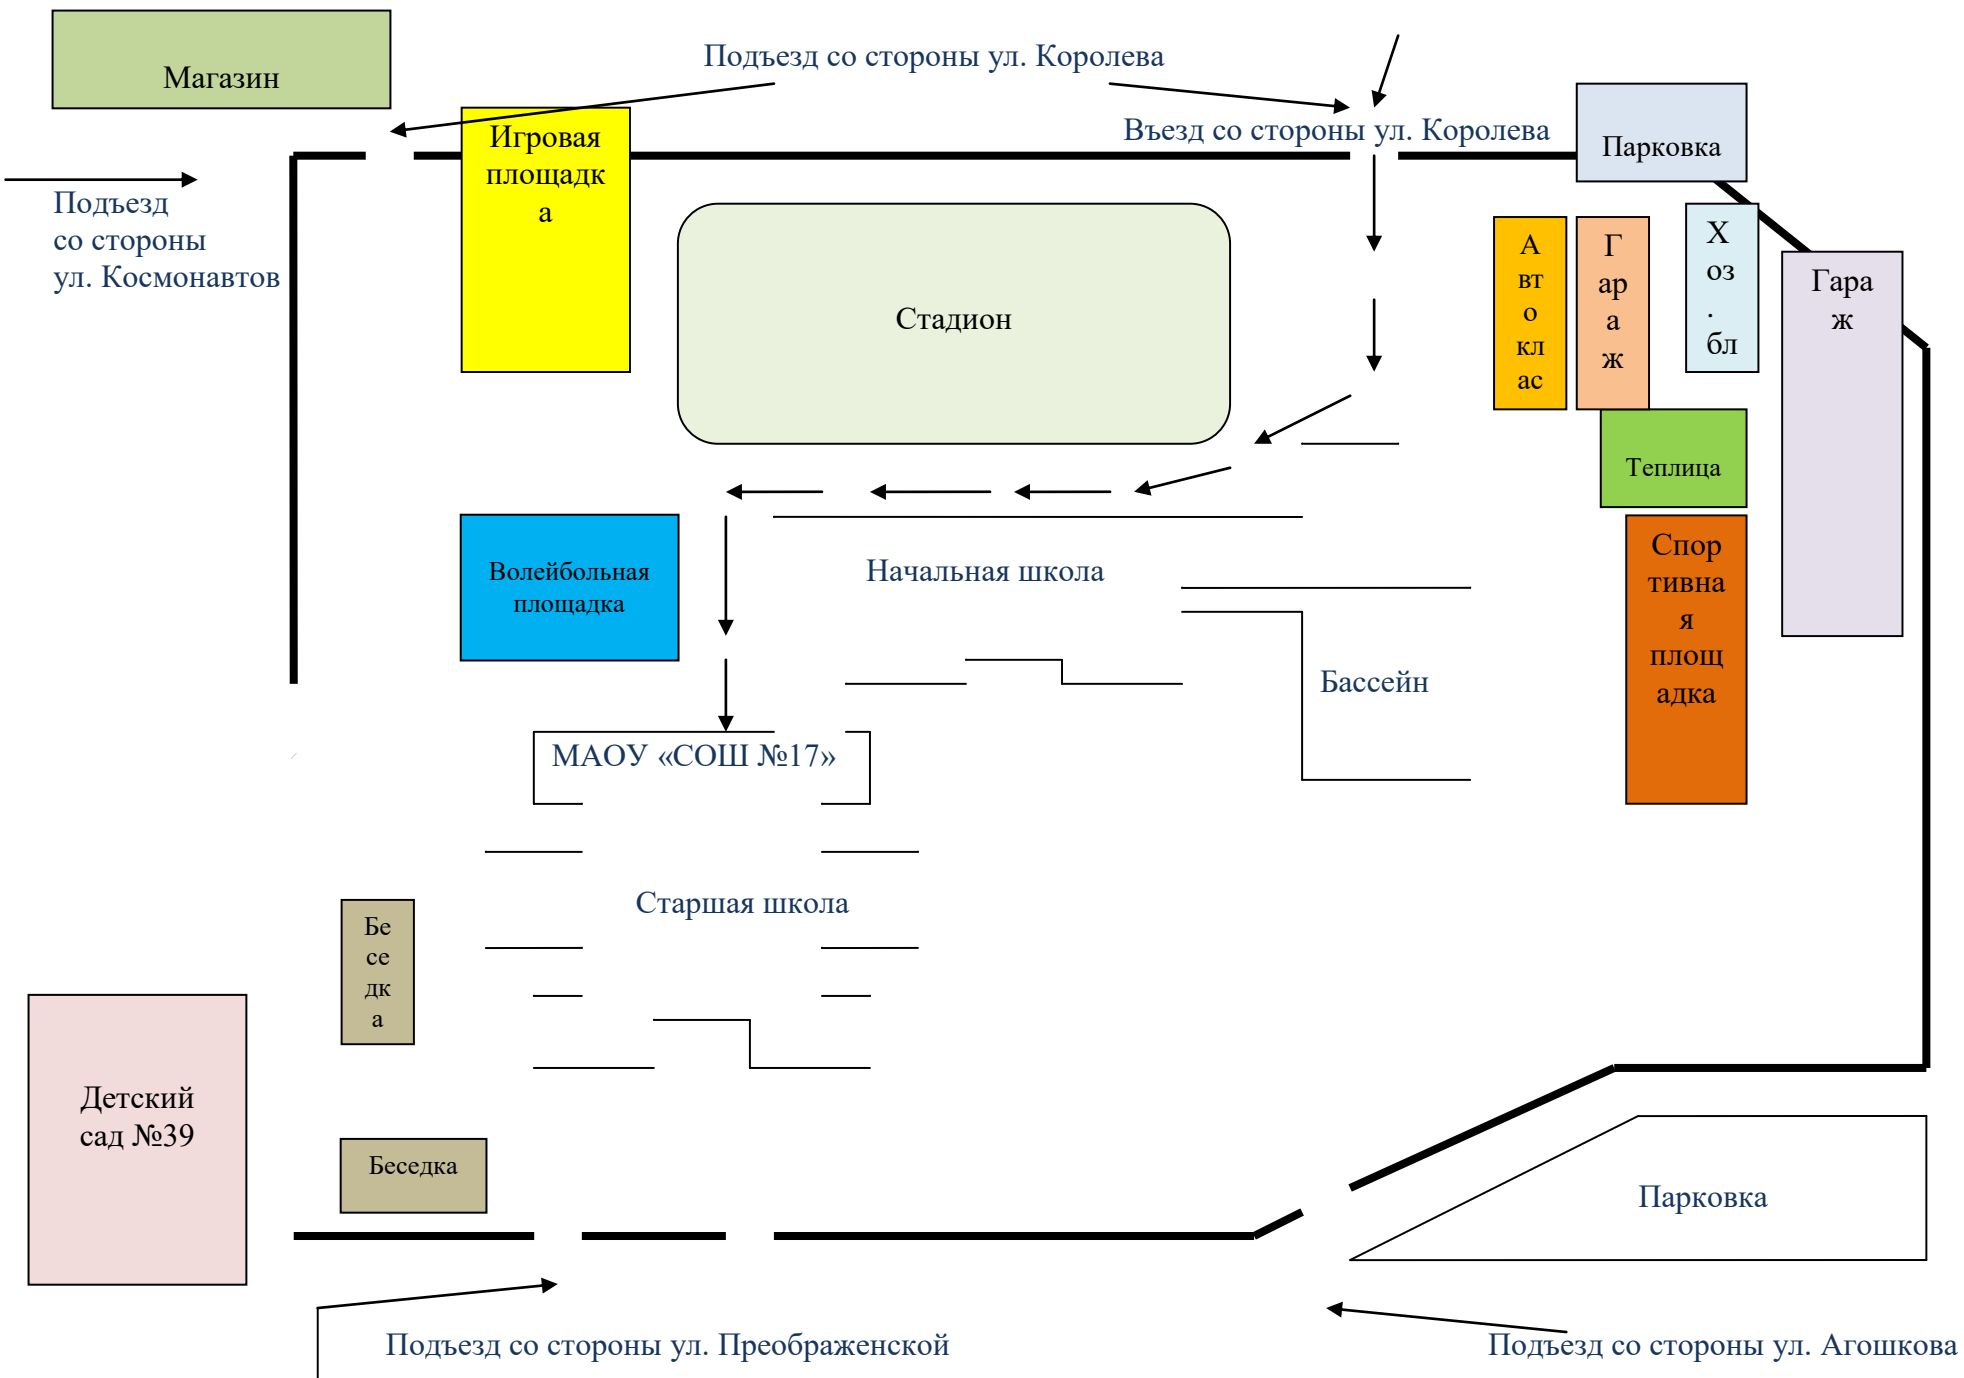 Магазин
Подъезд со стороны ул. Королева
Въезд со стороны ул. Королева
Парковка
Игровая
площадк
а
Подъезд
со стороны
ул. Космонавтов
Стадион
А
вт
о
кл
ас
Г
ар
а
ж
Х
оз
.
бл
Гара
ж
Теплица
Волейбольная
площадка
Начальная школа
Спор
тивна
я
площ
адка
Бассейн
МАОУ «СОШ №17»
Старшая школа
Бе
се
дк
а
Детский
сад №39
Беседка
Парковка
Подъезд со стороны ул. Преображенской
Подъезд со стороны ул. Агошкова